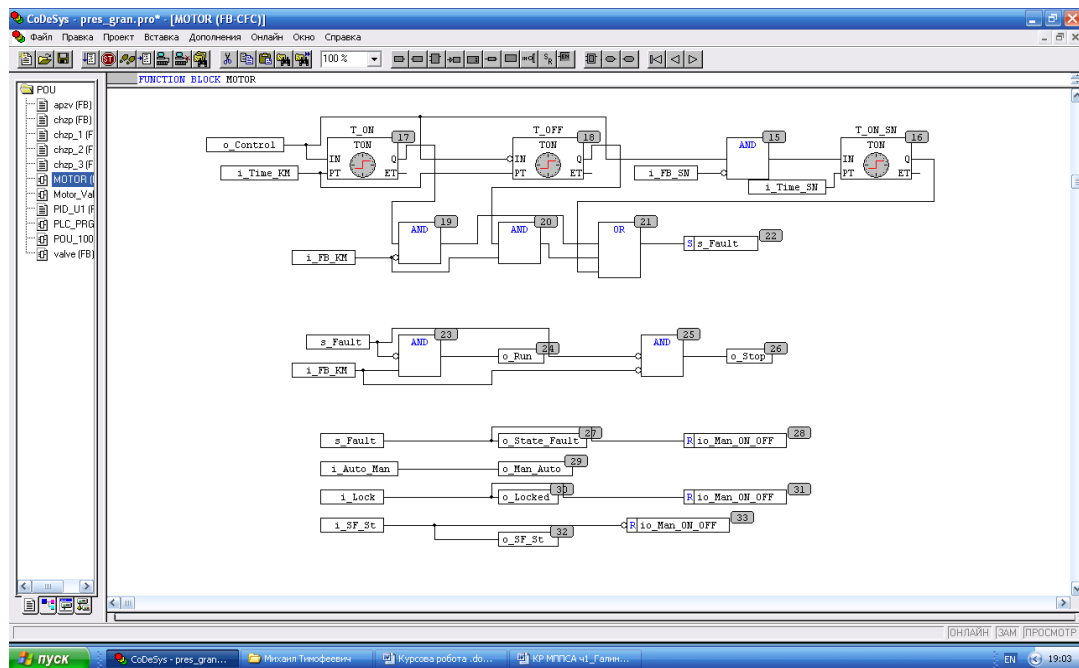 CoDeSys - pres_gran.pro* - [MOTOR (FB-CFC)]
Файл Правка Проект Вставка Дополнения Онлайн Окно Справка
100 %
POU
apzv (FB)
chzp (FB)
chzp_1 (F
chzp_2 (F
chzp_3 (F
MOTOR (
Motor_Val
PID_U1 (F
PLC_PRG
POU_100
valve (FB)
FUNCTION BLOCK MOTOR
T_ON
TON
17
IN Q
PT ET
T_OFF
TON
18
IN Q
PT ET
AND
15
T_ON_SN
TON
16
IN Q
PT ET
o_Control
i_Time_KM
i_FB_SN
i_Time_SN
AND
19
AND
20
OR
21
S s_Fault
22
i_FB_KM
s_Fault
i_FB_KM
AND
23
o_Run
24
AND
25
o_Stop
26
s_Fault
o_State_Fault
27
R io_Man_ON_OFF
28
i_Auto_Man
o_Man_Auto
29
i_Lock
o_Locked
30
R io_Man_ON_OFF
31
i_SF_St
R io_Man_ON_OFF
33
o_SF_St
32
ОНЛАЙН ЗАМ ПРОСМОТР
пуск
CoDeSys - pres_gran...
Михаил Тимофеевич
Курсова робота .do...
КР МППСА ч1_Галин...
EN
19:03